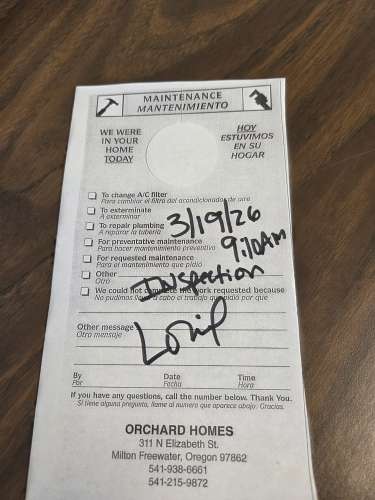 MAINTENANCE
MANTENIMIENTO
WE WERE
IN YOUR
HOME
TODAY
HOY
ESTUVIMOS
EN SU
HOGAR
To change A/C filter
Para cambiar el filtro del acondicionador de aire
To exterminate
A exterminar
3/19/26
To repair plumbing
A reparar la tubería
For preventative maintenance
Para hacer mantenimiento preventivo
9:10AM
For requested maintenance
Para el mantenimiento que pidió
Other
Otro
Inspection
We could not complete the work requested because
No pudimos llevar a cabo el trabajo que pidió por que
Other message
Otro mensaje
By Date Time
Por Fecha Hora
If you have any questions, call the number below. Thank You.
Si tiene algunas preguntas, llame al numero que aparece abajo. Gracias.
ORCHARD HOMES
311 N Elizabeth St.
Milton Freewater, Oregon 97862
541-938-6661
541-215-9872